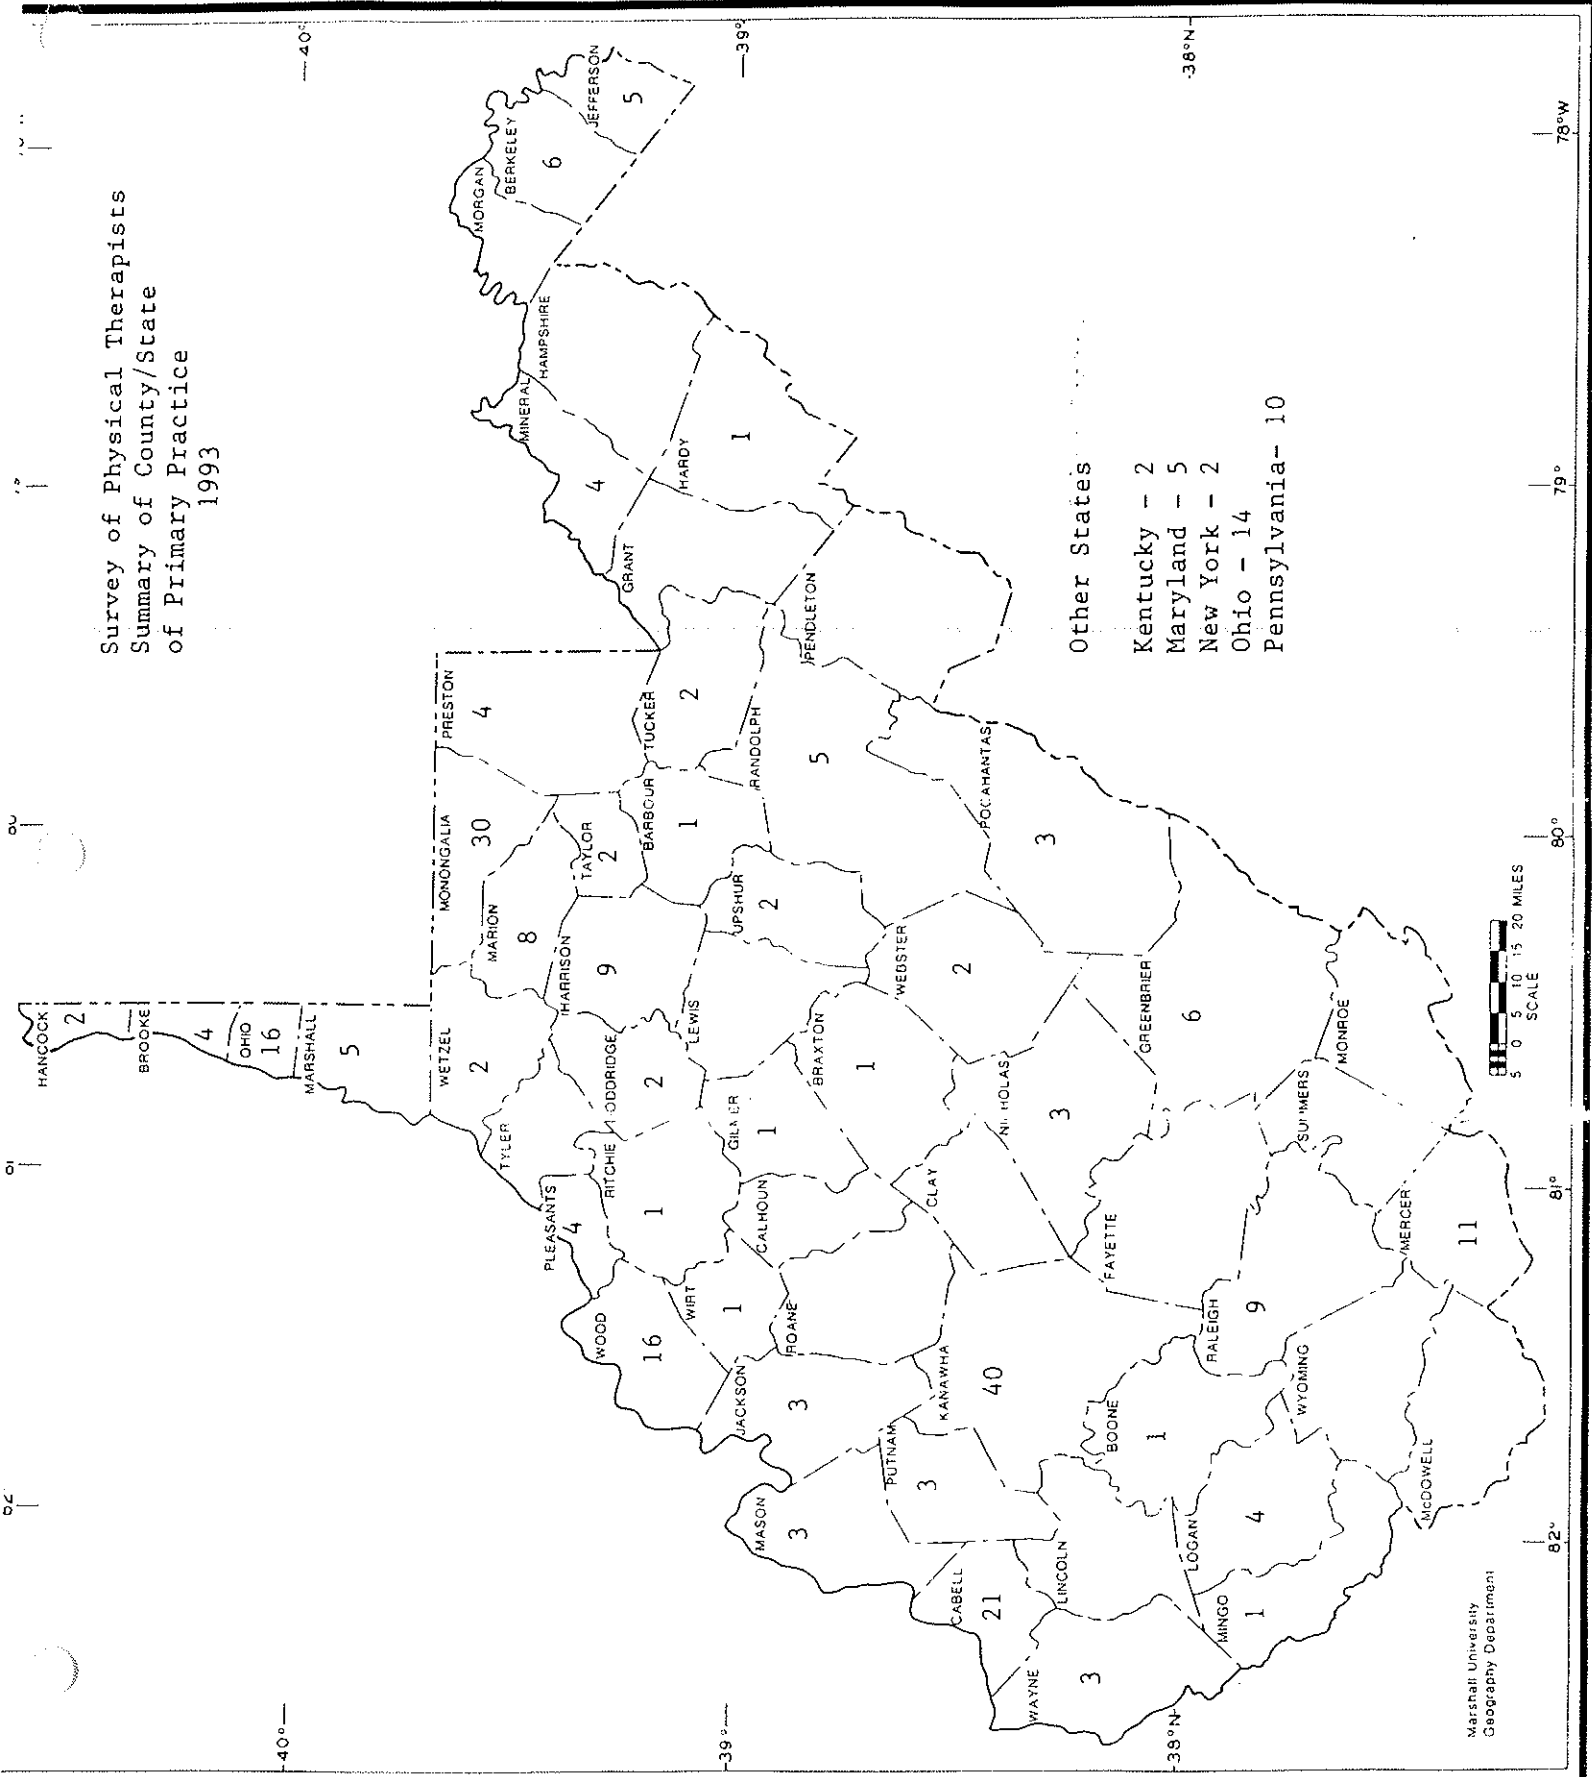 Survey of Physical Therapists
Summary of County/State
of Primary Practice
1993
HANCOCK
2
BROOKE
4
OHIO
16
MARSHALL
5
WETZEL
2
MONONGALIA
30
PRESTON
4
MARION
8
TYLER
PLEASANTS
4
HARRISON
9
TAYLOR
2
RITCHIE
1
DODDRIDGE
2
BARBOUR
1
TUCKER
2
WOOD
16
WIRT
1
LEWIS
GILMER
1
CALHOUN
UPSHUR
2
RANDOLPH
5
JACKSON
3
ROANE
MASON
3
BRAXTON
1
WEBSTER
2
PENDLETON
GRANT
MINERAL
4
HAMPSHIRE
HARDY
1
MORGAN
BERKELEY
6
JEFFERSON
5
PUTNAM
3
KANAWHA
40
CLAY
NICHOLAS
3
POCAHANTAS
3
CABELL
21
LINCOLN
WAYNE
3
BOONE
1
FAYETTE
GREENBRIER
6
LOGAN
4
MINGO
1
RALEIGH
9
WYOMING
SUMMERS
MONROE
McDOWELL
MERCER
11
Other States
Kentucky - 2
Maryland - 5
New York - 2
Ohio - 14
Pennsylvania- 10
5 0 5 10 15 20 MILES
SCALE
Marshall University
Geography Department
40°
39°
38°N
40°
39°
38°N
82°
81°
80°
79°
78°W